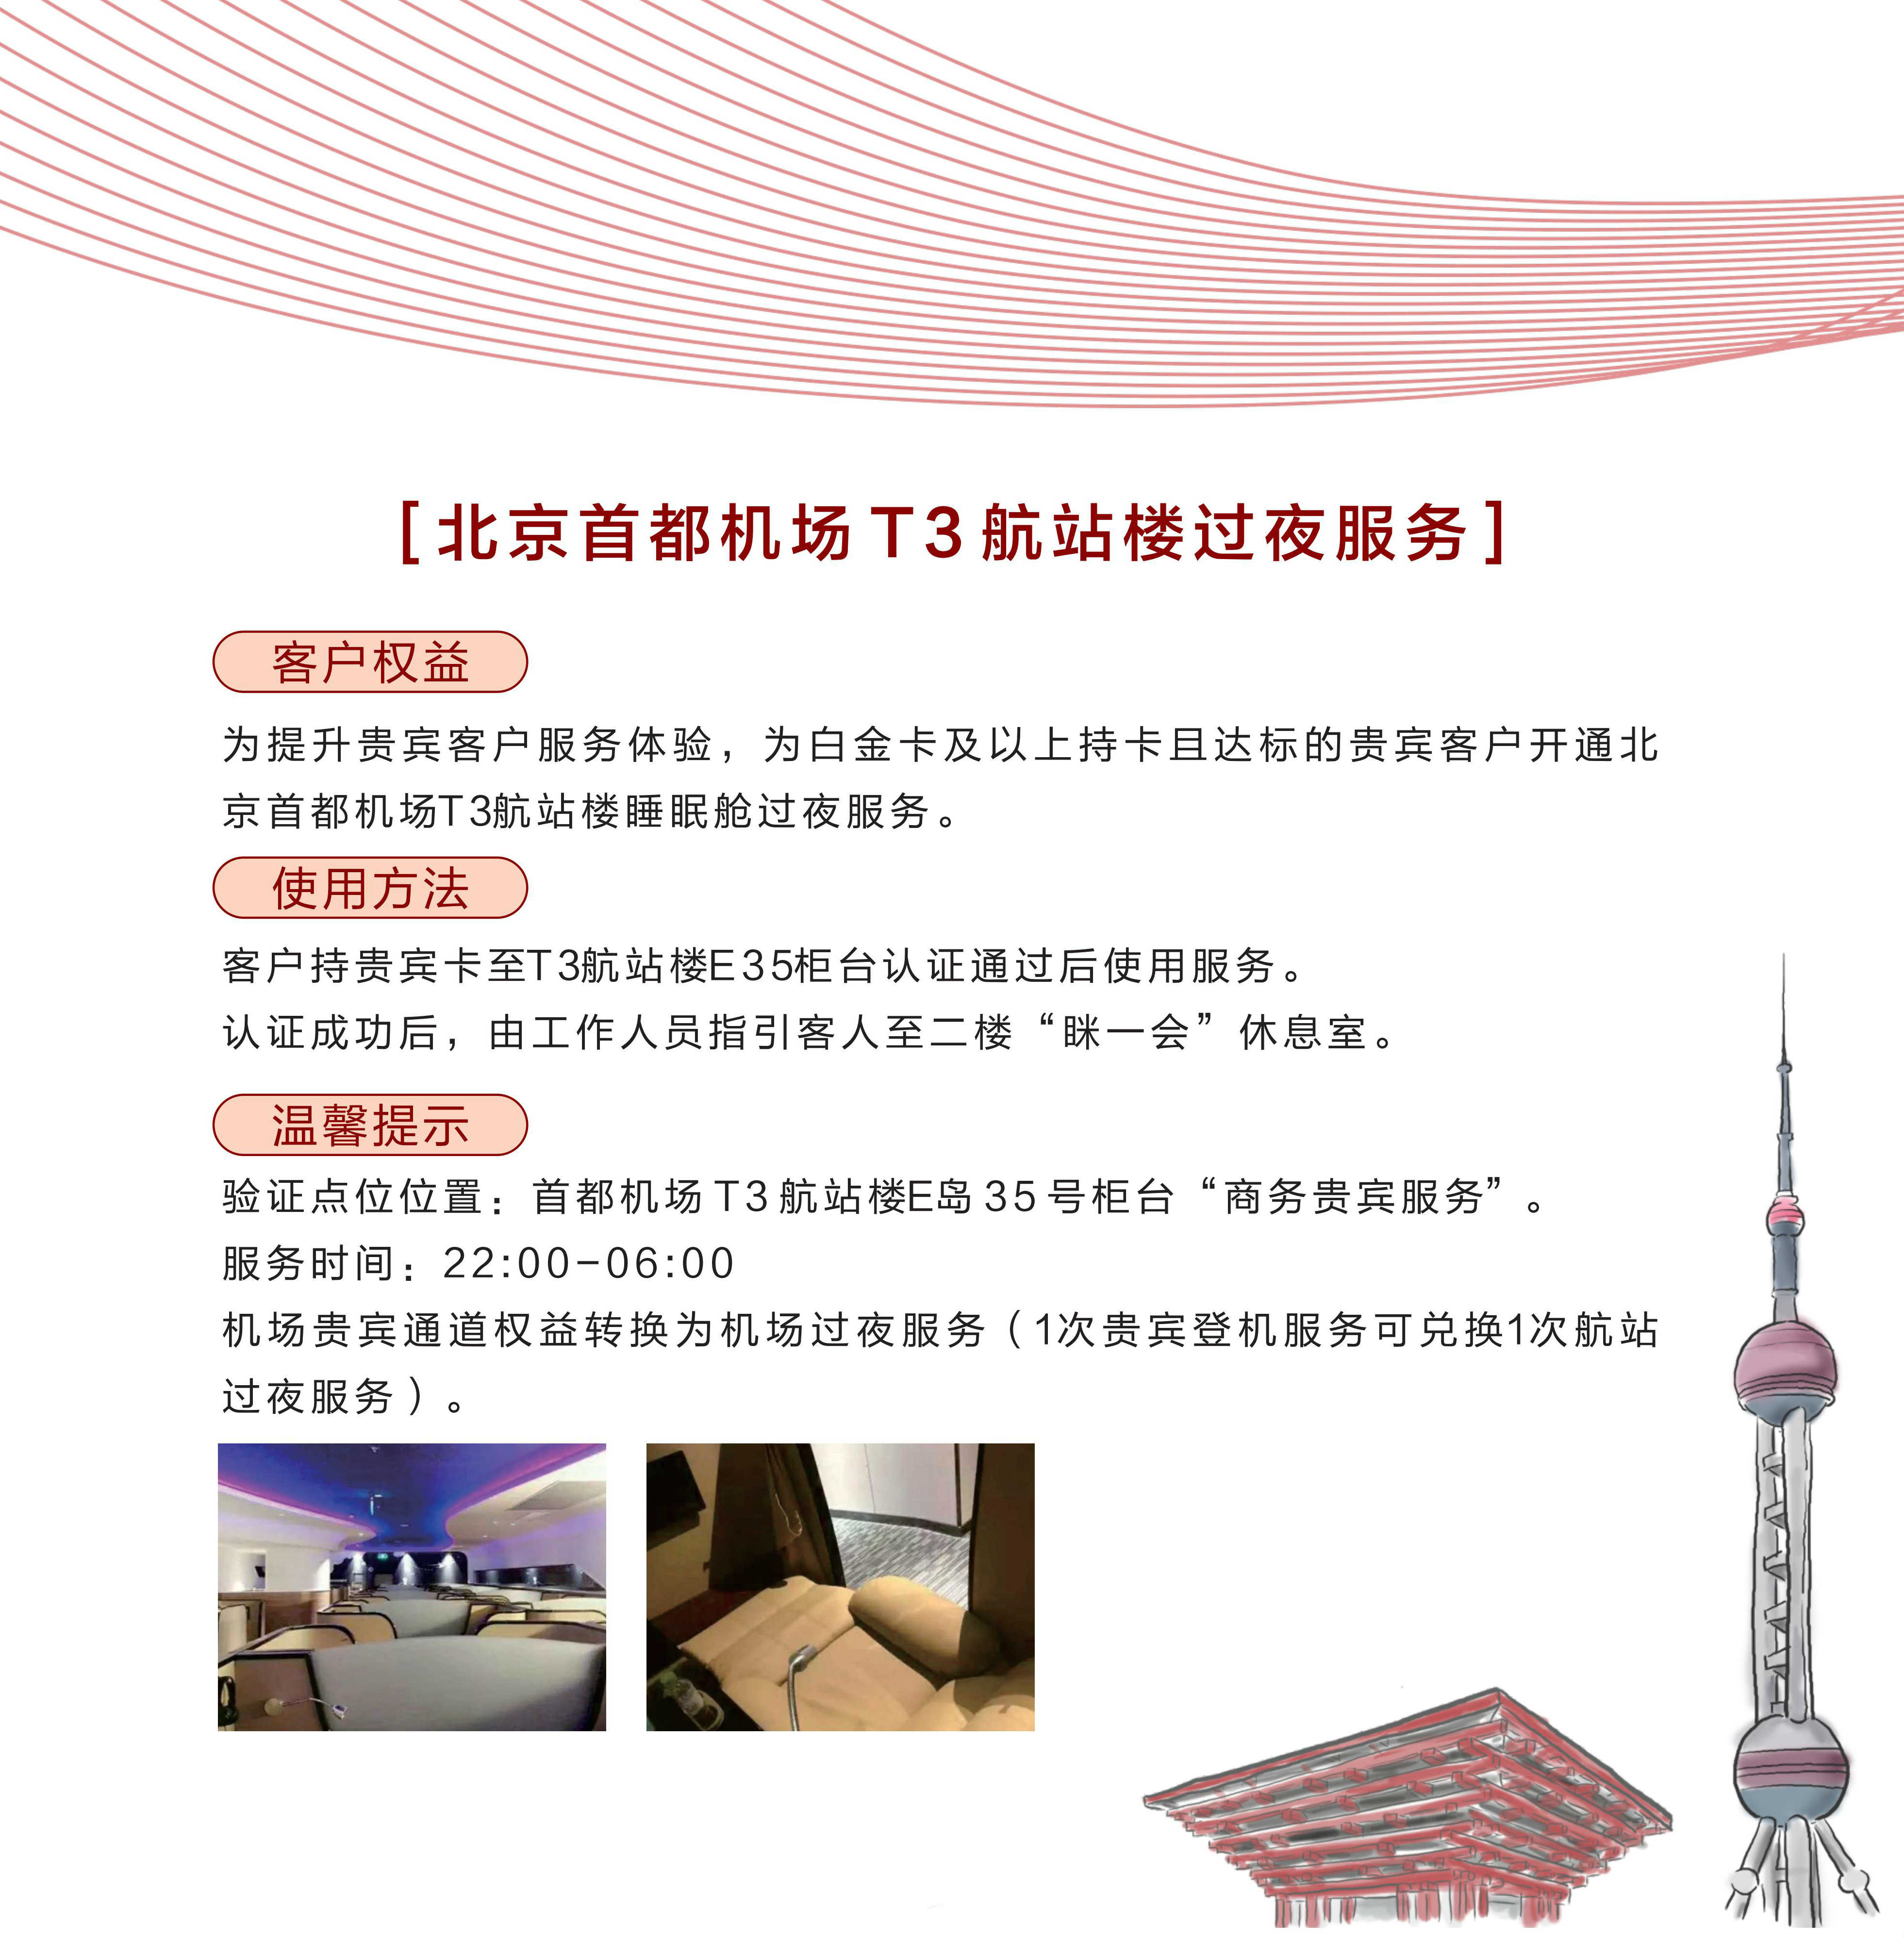 [北京首都机场T3航站楼过夜服务]
客户权益
为提升贵宾客户服务体验，为白金卡及以上持卡且达标的贵宾客户开通北
京首都机场T3航站楼睡眠舱过夜服务。
使用方法
客户持贵宾卡至T3航站楼E35柜台认证通过后使用服务。
认证成功后，由工作人员指引客人至二楼“眯一会”休息室。
温馨提示
验证点位位置：首都机场T3航站楼E岛35号柜台“商务贵宾服务”。
服务时间：22:00-06:00
机场贵宾通道权益转换为机场过夜服务（1次贵宾登机服务可兑换1次航站
过夜服务）。